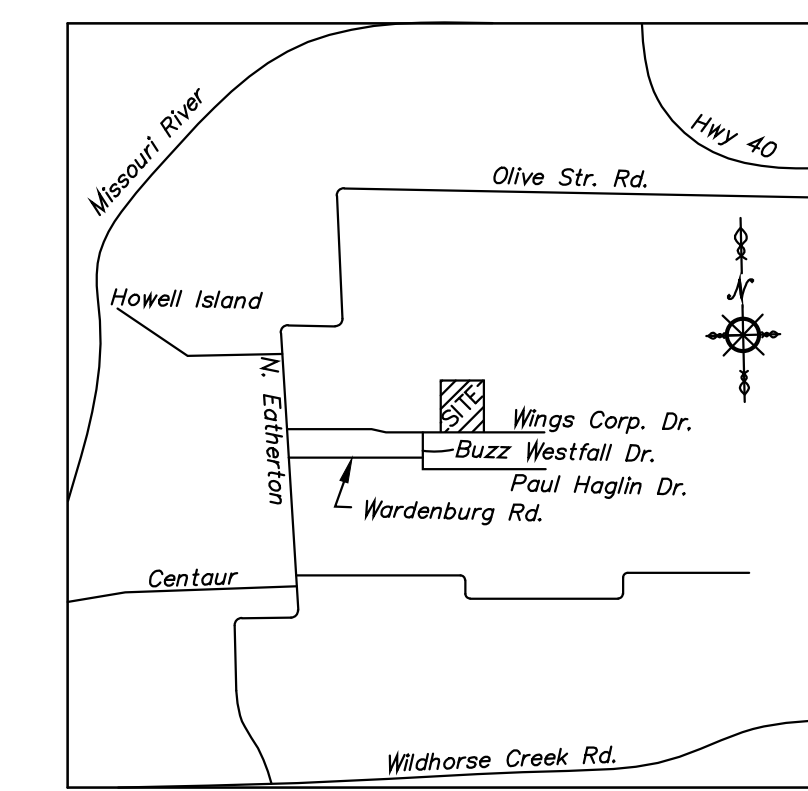 Missouri River
Hwy 40
Olive Str. Rd.
N
Howell Island
N. Eatherton
SITE
Wings Corp. Dr.
Buzz Westfall Dr.
Paul Haglin Dr.
Wardenburg Rd.
Centaur
Wildhorse Creek Rd.